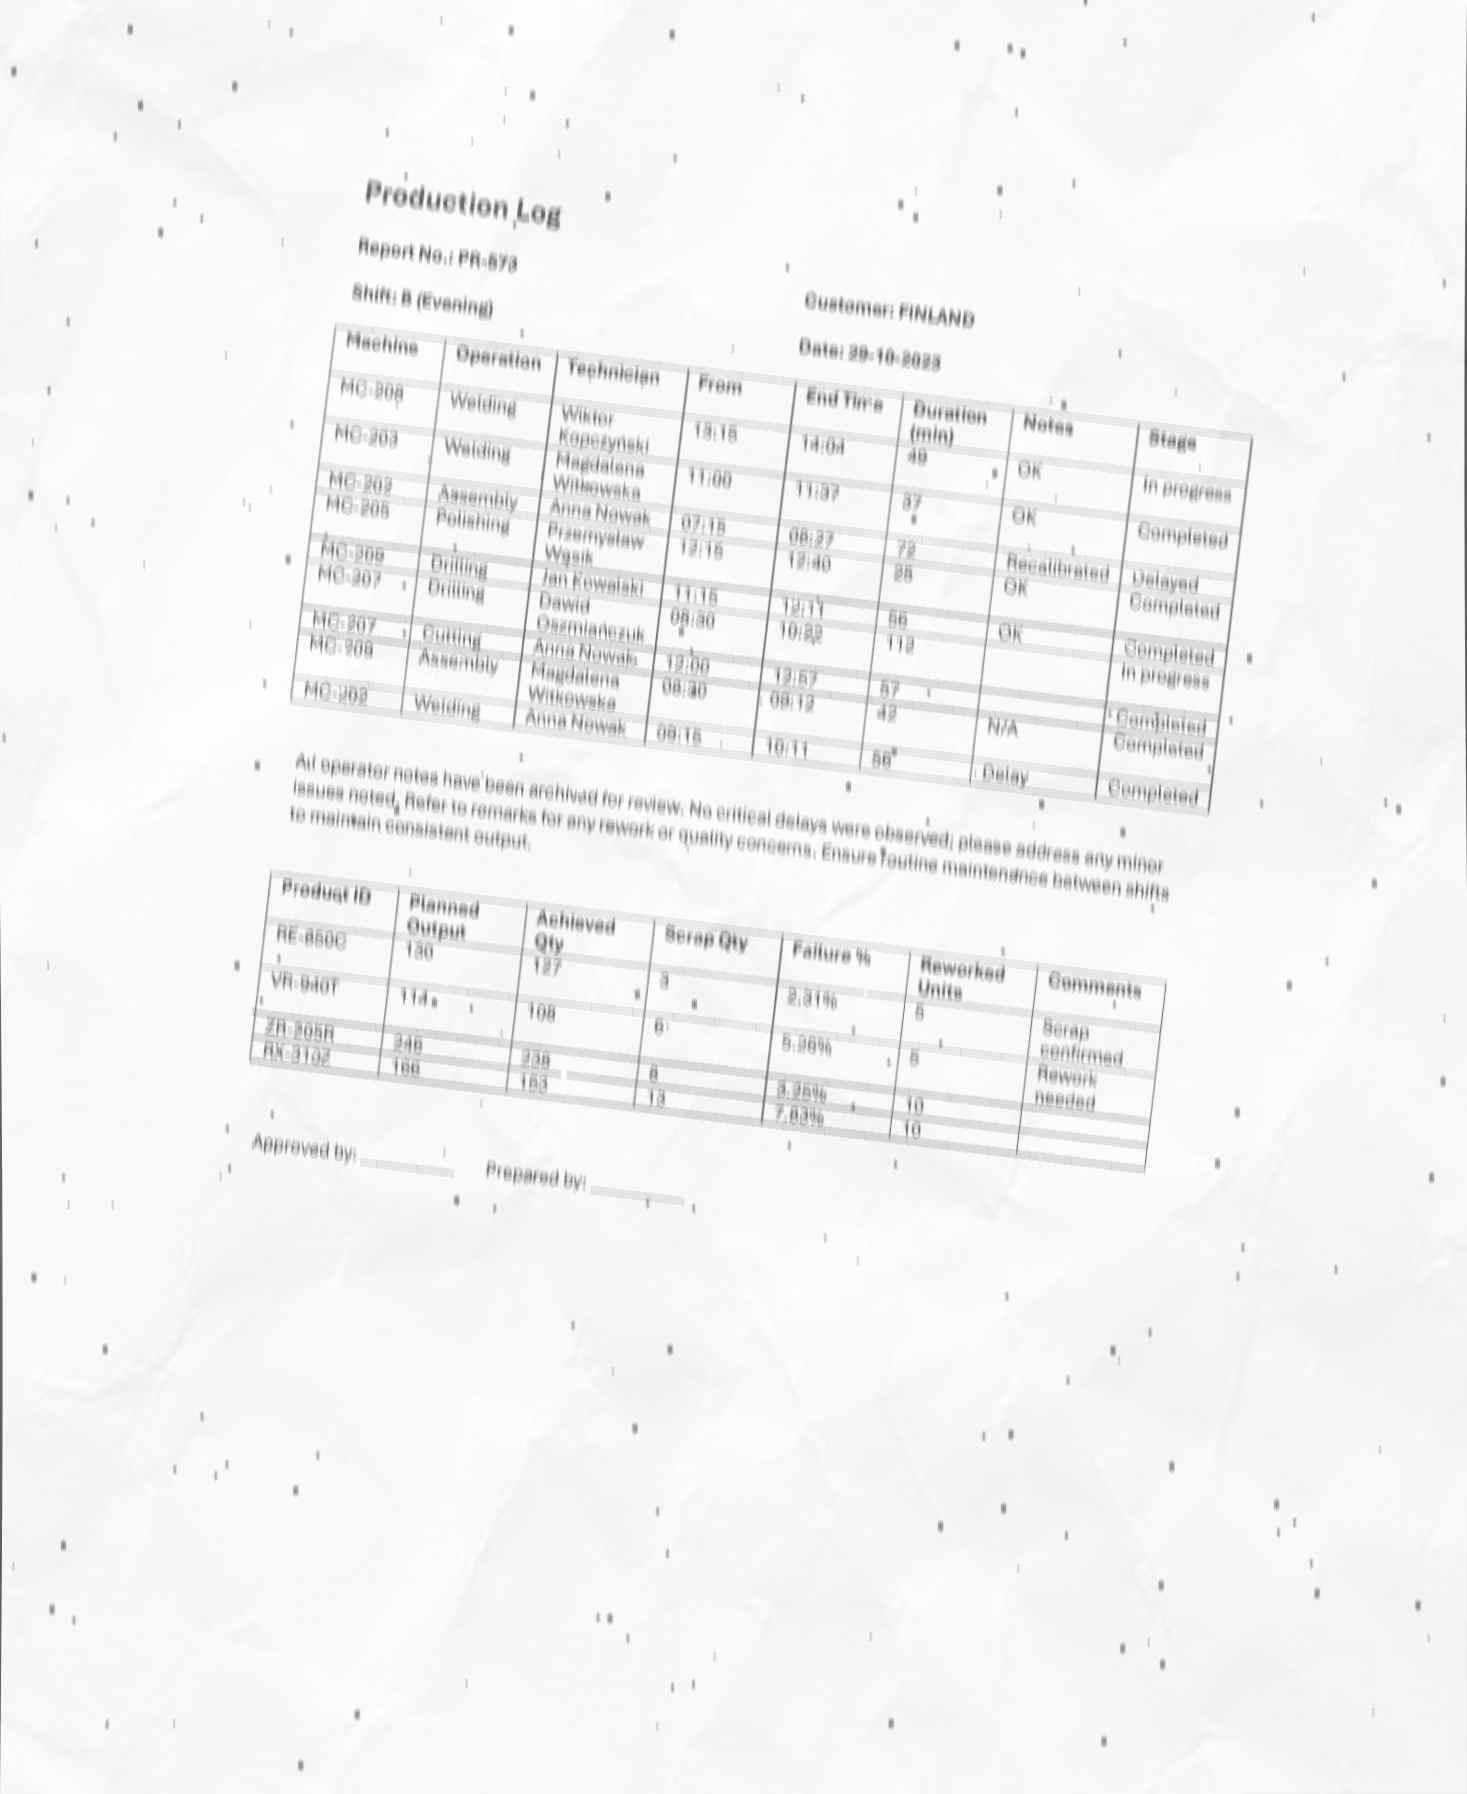 Production Log
Report No.: PR-573
Shift: B (Evening)
Customer: FINLAND
Date: 29-10-2023
Machine Operation Technician From End Time Duration (min) Notes Stage
Welding Wiktor Kopczyński 13:15 14:04 49 OK In progress
MC-203 Welding Magdalena Witkowska 11:00 11:37 37 OK Completed
MC-202 Assembly Anna Nowak 07:15 08:27 72 Recalibrated Delayed
MC-205 Polishing Przemysław Wąsik 12:15 12:40 25 OK Completed
MC-209 Drilling Jan Kowalski 11:15 12:11 56 OK Completed
MC-207 Drilling Dawid Oszmiańczuk 08:30 10:22 112 In progress
MC-207 Cutting Anna Nowak 12:00 12:57 57 Completed
Assembly Magdalena Witkowska 08:30 09:12 42 N/A Completed
MC-202 Welding Anna Nowak 09:15 10:11 56 Delay Completed
All operator notes have been archived for review. No critical delays were observed; please address any minor
issues noted. Refer to remarks for any rework or quality concerns. Ensure routine maintenance between shifts
to maintain consistent output.
Product ID Planned Output Achieved Qty Scrap Qty Failure % Reworked Units Comments
130 127 3 2.31% 5 Scrap confirmed
VR-940T 114 108 6 5.26% 5 Rework needed
ZR-205R 246 238 8 3.25% 10
RX-310Z 166 153 13 7.83% 10
Approved by: Prepared by: